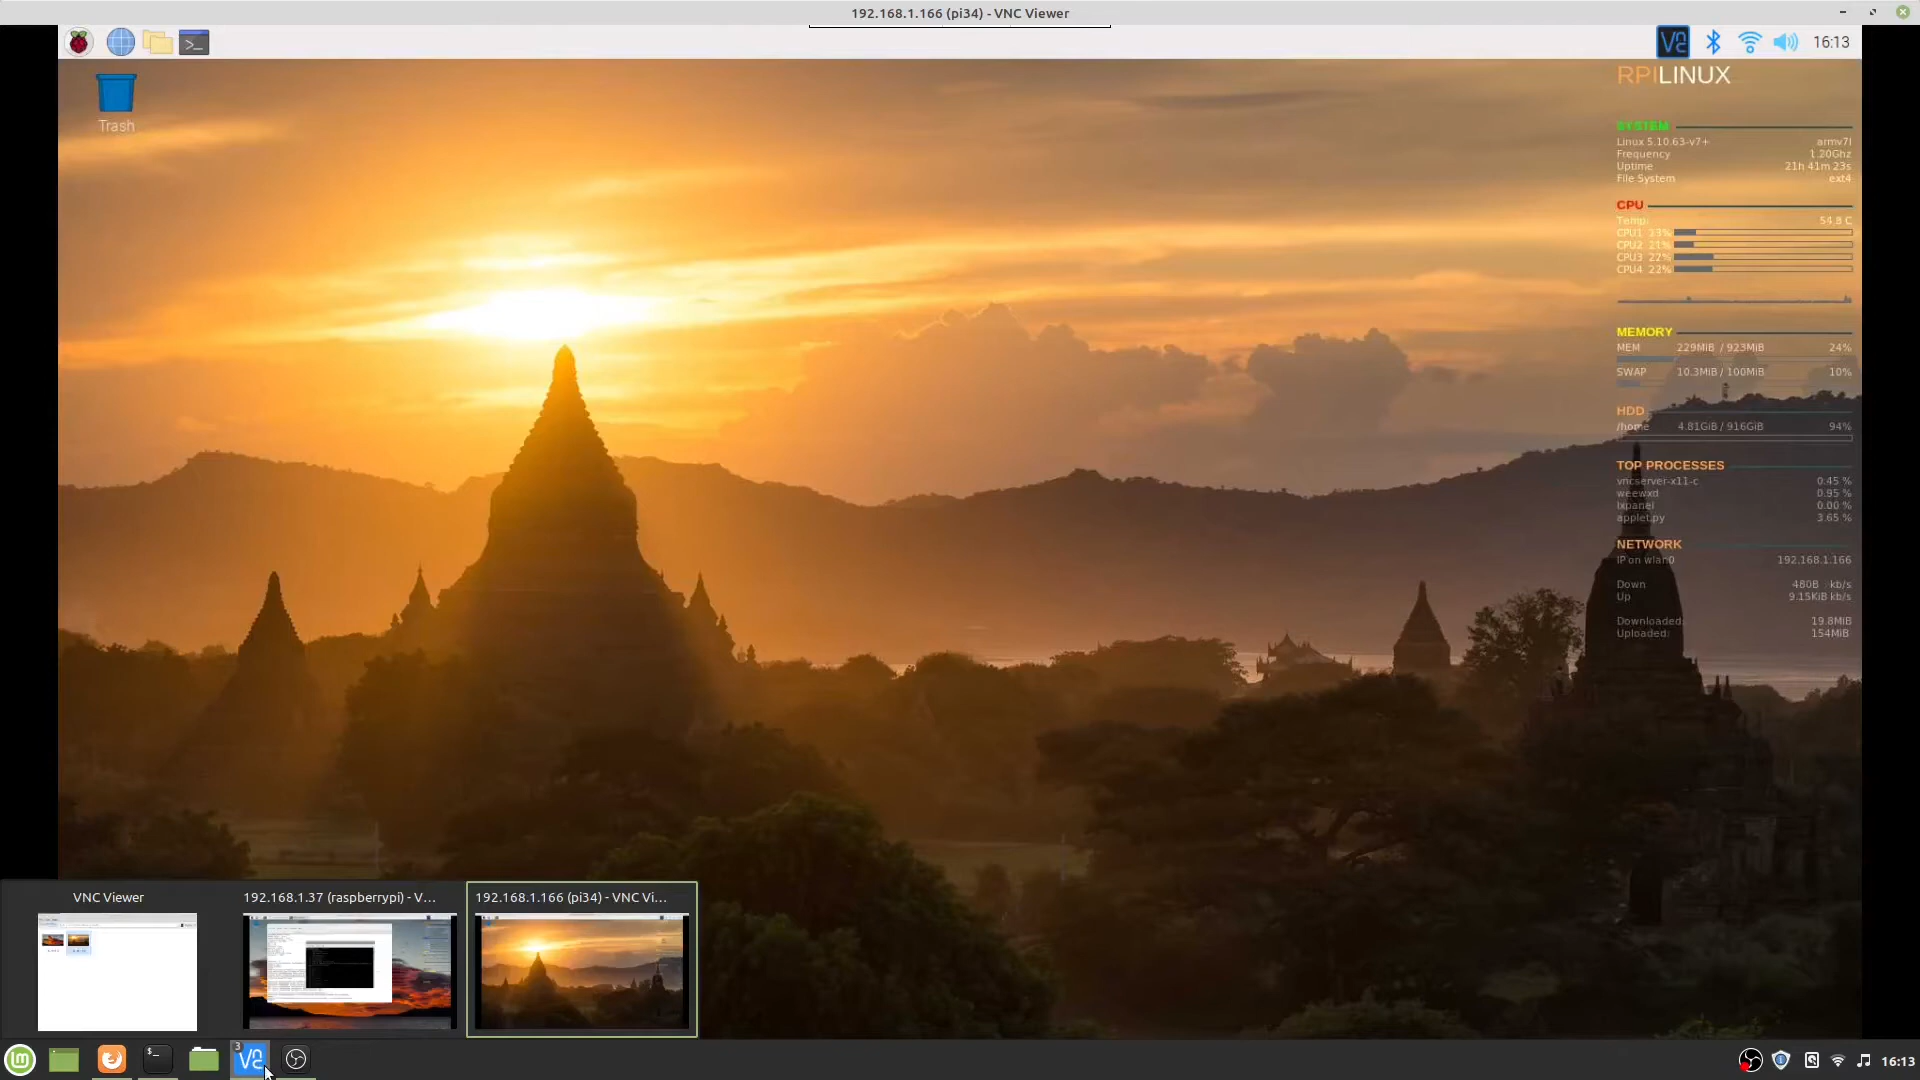 192.168.1.166 (pi34) - VNC Viewer
16:13
Trash
RPILINUX
SYSTEM
Linux 5.10.63-v7+ armv7l
Frequency 1.20Ghz
Uptime 21h 41m 23s
File System ext4
CPU
Temp: 54.8 C
CPU1 13%
CPU2 21%
CPU3 22%
CPU4 22%
MEMORY
MEM 229MiB / 923MiB 24%
SWAP 10.3MiB / 100MiB 10%
HDD
/home 4.81GiB / 916GiB 94%
TOP PROCESSES
vncserver-x11-c 0.45 %
weewxd 0.95 %
lxpanel 0.00 %
applet.py 3.65 %
NETWORK
IP on wlan0 192.168.1.166
Down 480B kb/s
Up 9.15KiB kb/s
Downloaded: 19.8MiB
Uploaded: 154MiB
VNC Viewer
192.168.1.37 (raspberrypi) - V...
192.168.1.166 (pi34) - VNC Vi...
3
16:13